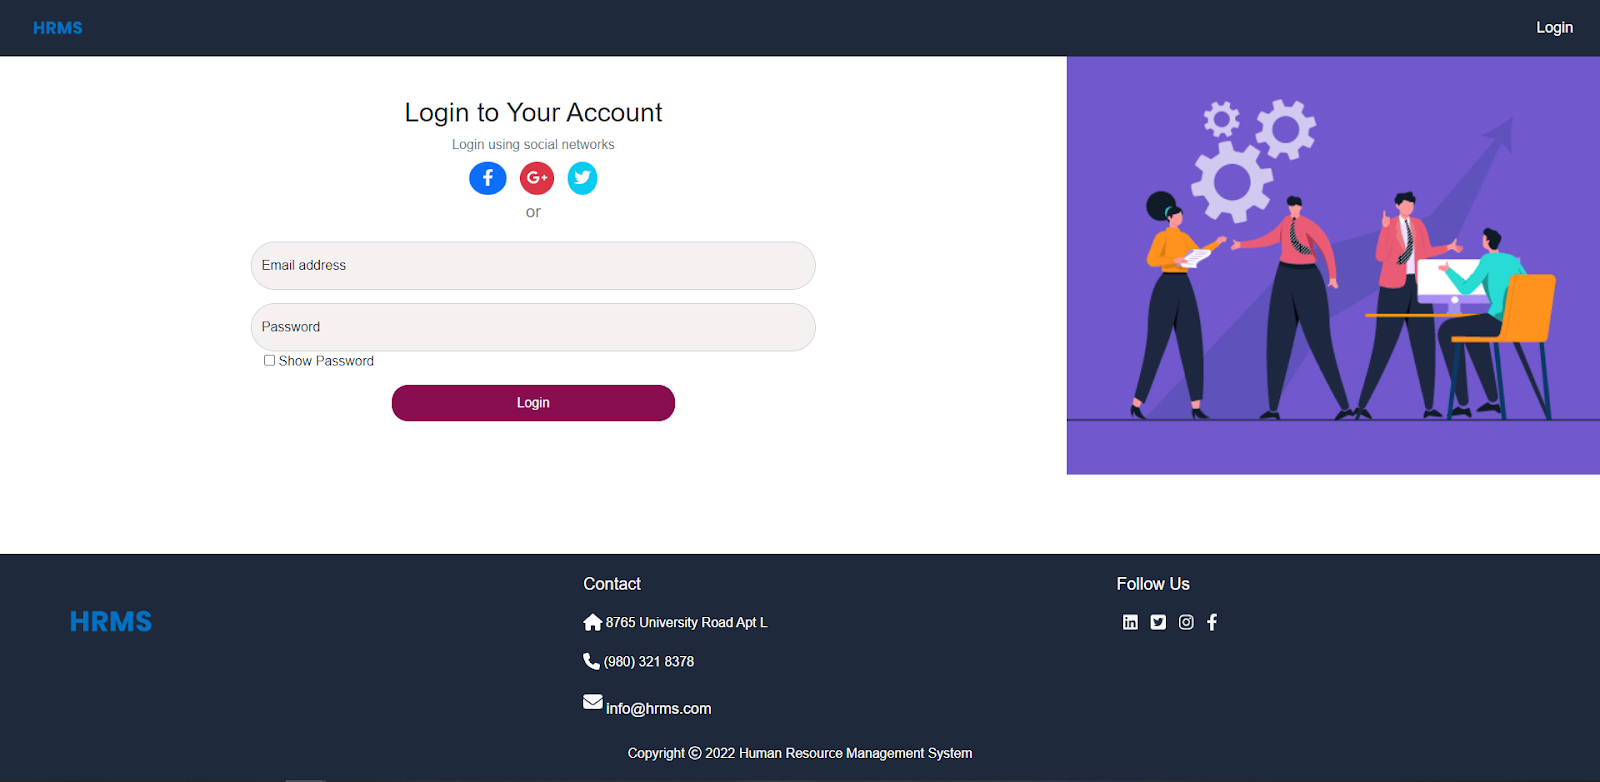 HRMS
Login
Login to Your Account
Login using social networks
f G+
or
Email address
Password
Show Password
Login
HRMS
Contact
8765 University Road Apt L
(980) 321 8378
info@hrms.com
Follow Us
in f
Copyright © 2022 Human Resource Management System